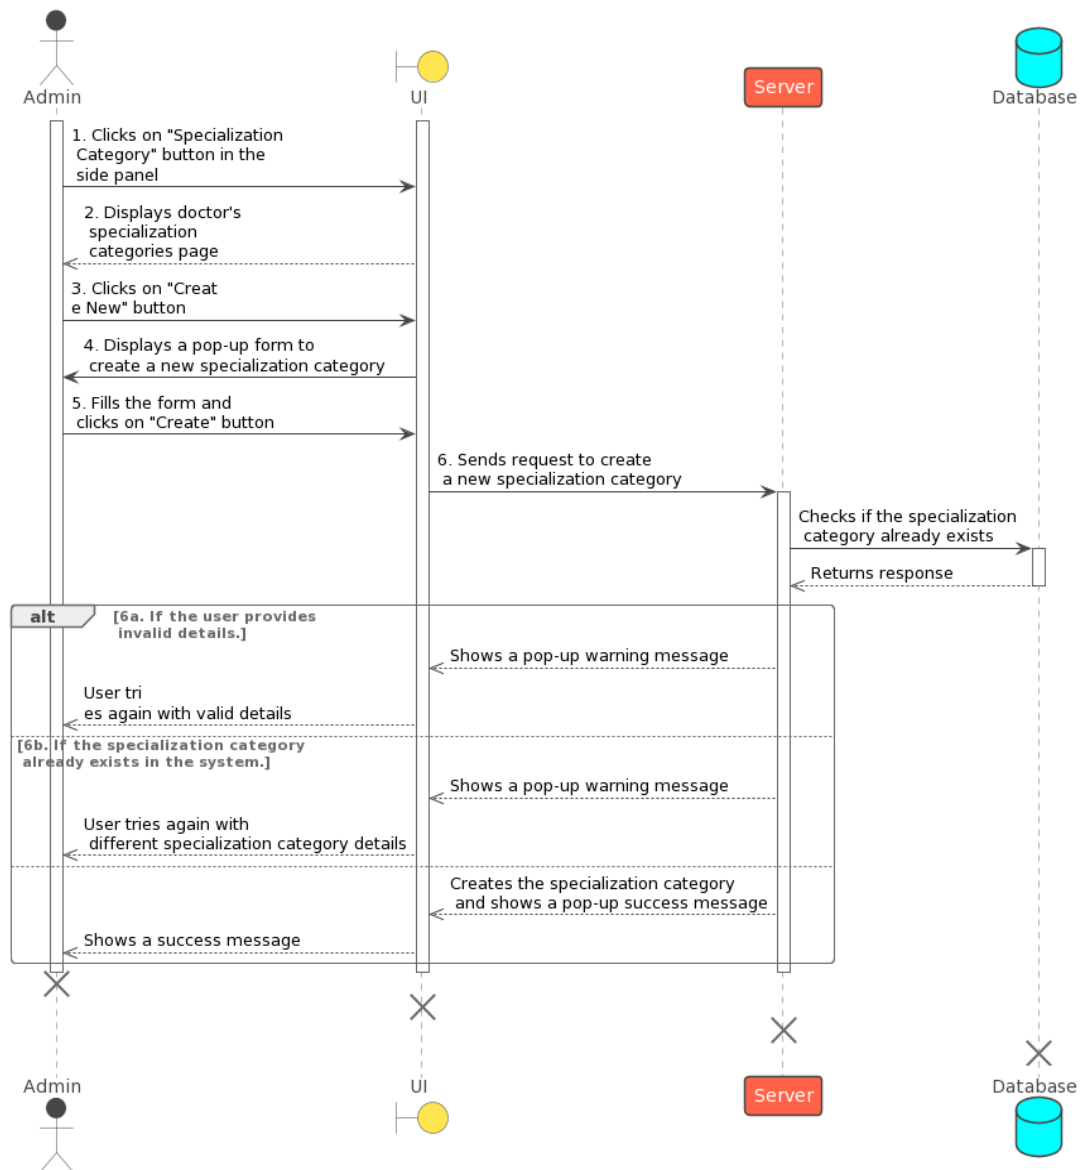 Admin
UI
Server
Database
1. Clicks on "Specialization
Category" button in the
side panel
2. Displays doctor's
specialization
categories page
3. Clicks on "Creat
e New" button
4. Displays a pop-up form to
create a new specialization category
5. Fills the form and
clicks on "Create" button
6. Sends request to create
a new specialization category
Checks if the specialization
category already exists
Returns response
alt
[6a. If the user provides
invalid details.]
Shows a pop-up warning message
User tri
es again with valid details
[6b. If the specialization category
already exists in the system.]
Shows a pop-up warning message
User tries again with
different specialization category details
Creates the specialization category
and shows a pop-up success message
Shows a success message
Admin
UI
Server
Database